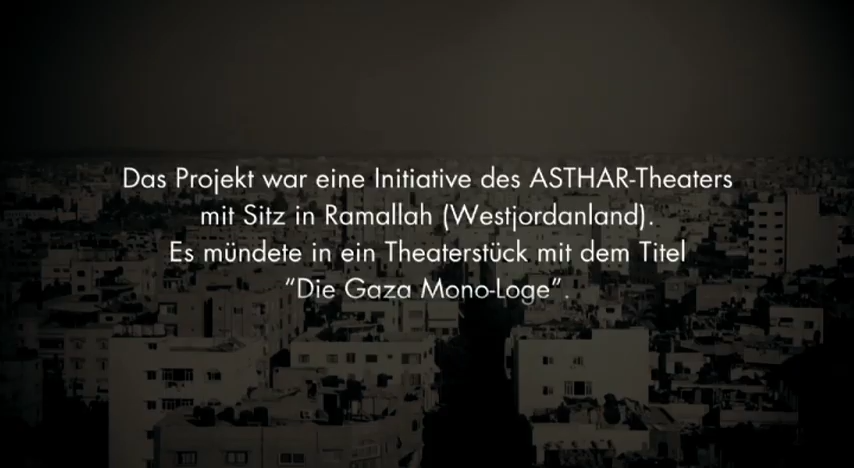 Das Projekt war eine Initiative des ASTHAR-Theaters
mit Sitz in Ramallah (Westjordanland).
Es mündete in ein Theaterstück mit dem Titel
“Die Gaza Mono-Loge”.